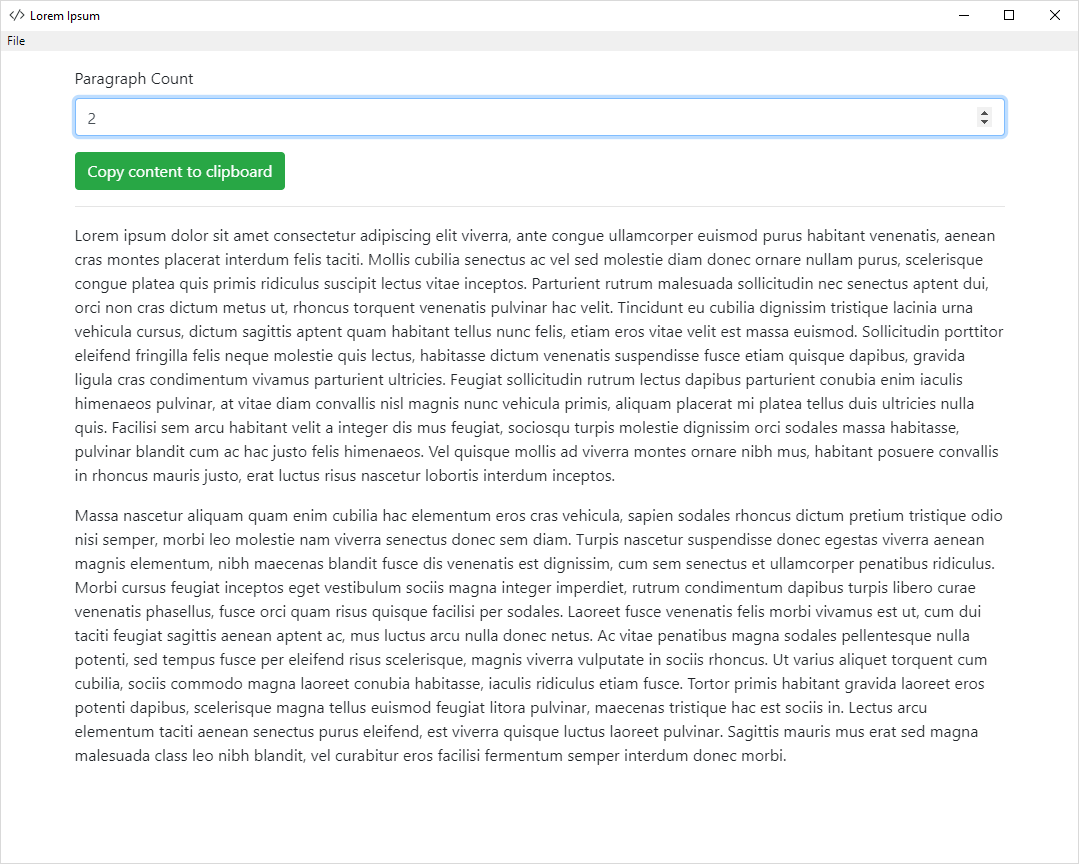 Lorem Ipsum
File
Paragraph Count
2
Copy content to clipboard
Lorem ipsum dolor sit amet consectetur adipiscing elit viverra, ante congue ullamcorper euismod purus habitant venenatis, aenean
cras montes placerat interdum felis taciti. Mollis cubilia senectus ac vel sed molestie diam donec ornare nullam purus, scelerisque
congue platea quis primis ridiculus suscipit lectus vitae inceptos. Parturient rutrum malesuada sollicitudin nec senectus aptent dui,
orci non cras dictum metus ut, rhoncus torquent venenatis pulvinar hac velit. Tincidunt eu cubilia dignissim tristique lacinia urna
vehicula cursus, dictum sagittis aptent quam habitant tellus nunc felis, etiam eros vitae velit est massa euismod. Sollicitudin porttitor
eleifend fringilla felis neque molestie quis lectus, habitasse dictum venenatis suspendisse fusce etiam quisque dapibus, gravida
ligula cras condimentum vivamus parturient ultricies. Feugiat sollicitudin rutrum lectus dapibus parturient conubia enim iaculis
himenaeos pulvinar, at vitae diam convallis nisl magnis nunc vehicula primis, aliquam placerat mi platea tellus duis ultricies nulla
quis. Facilisi sem arcu habitant velit a integer dis mus feugiat, sociosqu turpis molestie dignissim orci sodales massa habitasse,
pulvinar blandit cum ac hac justo felis himenaeos. Vel quisque mollis ad viverra montes ornare nibh mus, habitant posuere convallis
in rhoncus mauris justo, erat luctus risus nascetur lobortis interdum inceptos.
Massa nascetur aliquam quam enim cubilia hac elementum eros cras vehicula, sapien sodales rhoncus dictum pretium tristique odio
nisi semper, morbi leo molestie nam viverra senectus donec sem diam. Turpis nascetur suspendisse donec egestas viverra aenean
magnis elementum, nibh maecenas blandit fusce dis venenatis est dignissim, cum sem senectus et ullamcorper penatibus ridiculus.
Morbi cursus feugiat inceptos eget vestibulum sociis magna integer imperdiet, rutrum condimentum dapibus turpis libero curae
venenatis phasellus, fusce orci quam risus quisque facilisi per sodales. Laoreet fusce venenatis felis morbi vivamus est ut, cum dui
taciti feugiat sagittis aenean aptent ac, mus luctus arcu nulla donec netus. Ac vitae penatibus magna sodales pellentesque nulla
potenti, sed tempus fusce per eleifend risus scelerisque, magnis viverra vulputate in sociis rhoncus. Ut varius aliquet torquent cum
cubilia, sociis commodo magna laoreet conubia habitasse, iaculis ridiculus etiam fusce. Tortor primis habitant gravida laoreet eros
potenti dapibus, scelerisque magna tellus euismod feugiat litora pulvinar, maecenas tristique hac est sociis in. Lectus arcu
elementum taciti aenean senectus purus eleifend, est viverra quisque luctus laoreet pulvinar. Sagittis mauris mus erat sed magna
malesuada class leo nibh blandit, vel curabitur eros facilisi fermentum semper interdum donec morbi.